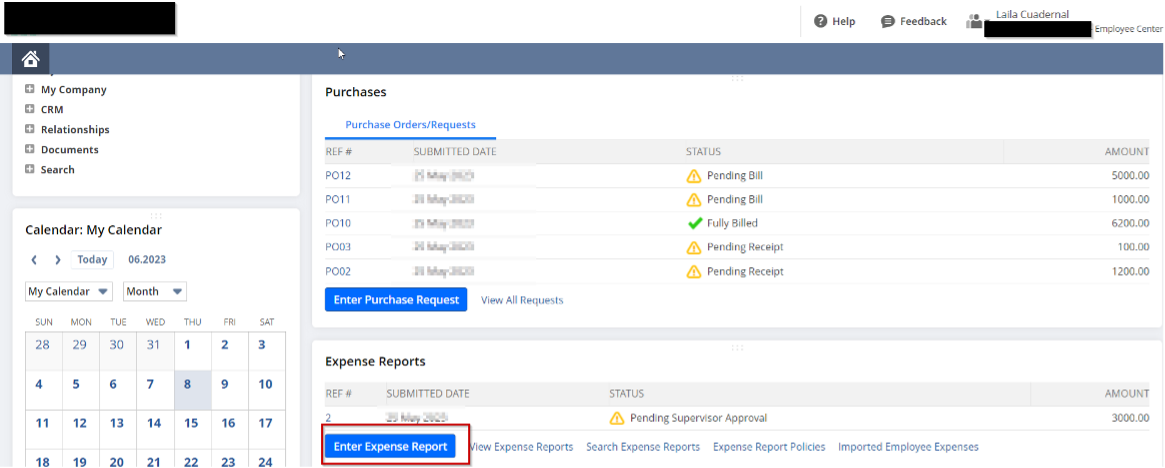 Help Feedback Laila Cuadernal
Employee Center
My Company
CRM
Relationships
Documents
Search
Calendar: My Calendar
Today 06.2023
My Calendar Month
SUN MON TUE WED THU FRI SAT
28 29 30 31 1 2 3
4 5 6 7 8 9 10
11 12 13 14 15 16 17
18 19 20 21 22 23 24
Purchases
Purchase Orders/Requests
REF # SUBMITTED DATE STATUS AMOUNT
PO12 Pending Bill 5000.00
PO11 Pending Bill 1000.00
PO10 Fully Billed 6200.00
PO03 Pending Receipt 100.00
PO02 Pending Receipt 1200.00
Enter Purchase Request View All Requests
Expense Reports
REF # SUBMITTED DATE STATUS AMOUNT
2 Pending Supervisor Approval 3000.00
Enter Expense Report View Expense Reports Search Expense Reports Expense Report Policies Imported Employee Expenses